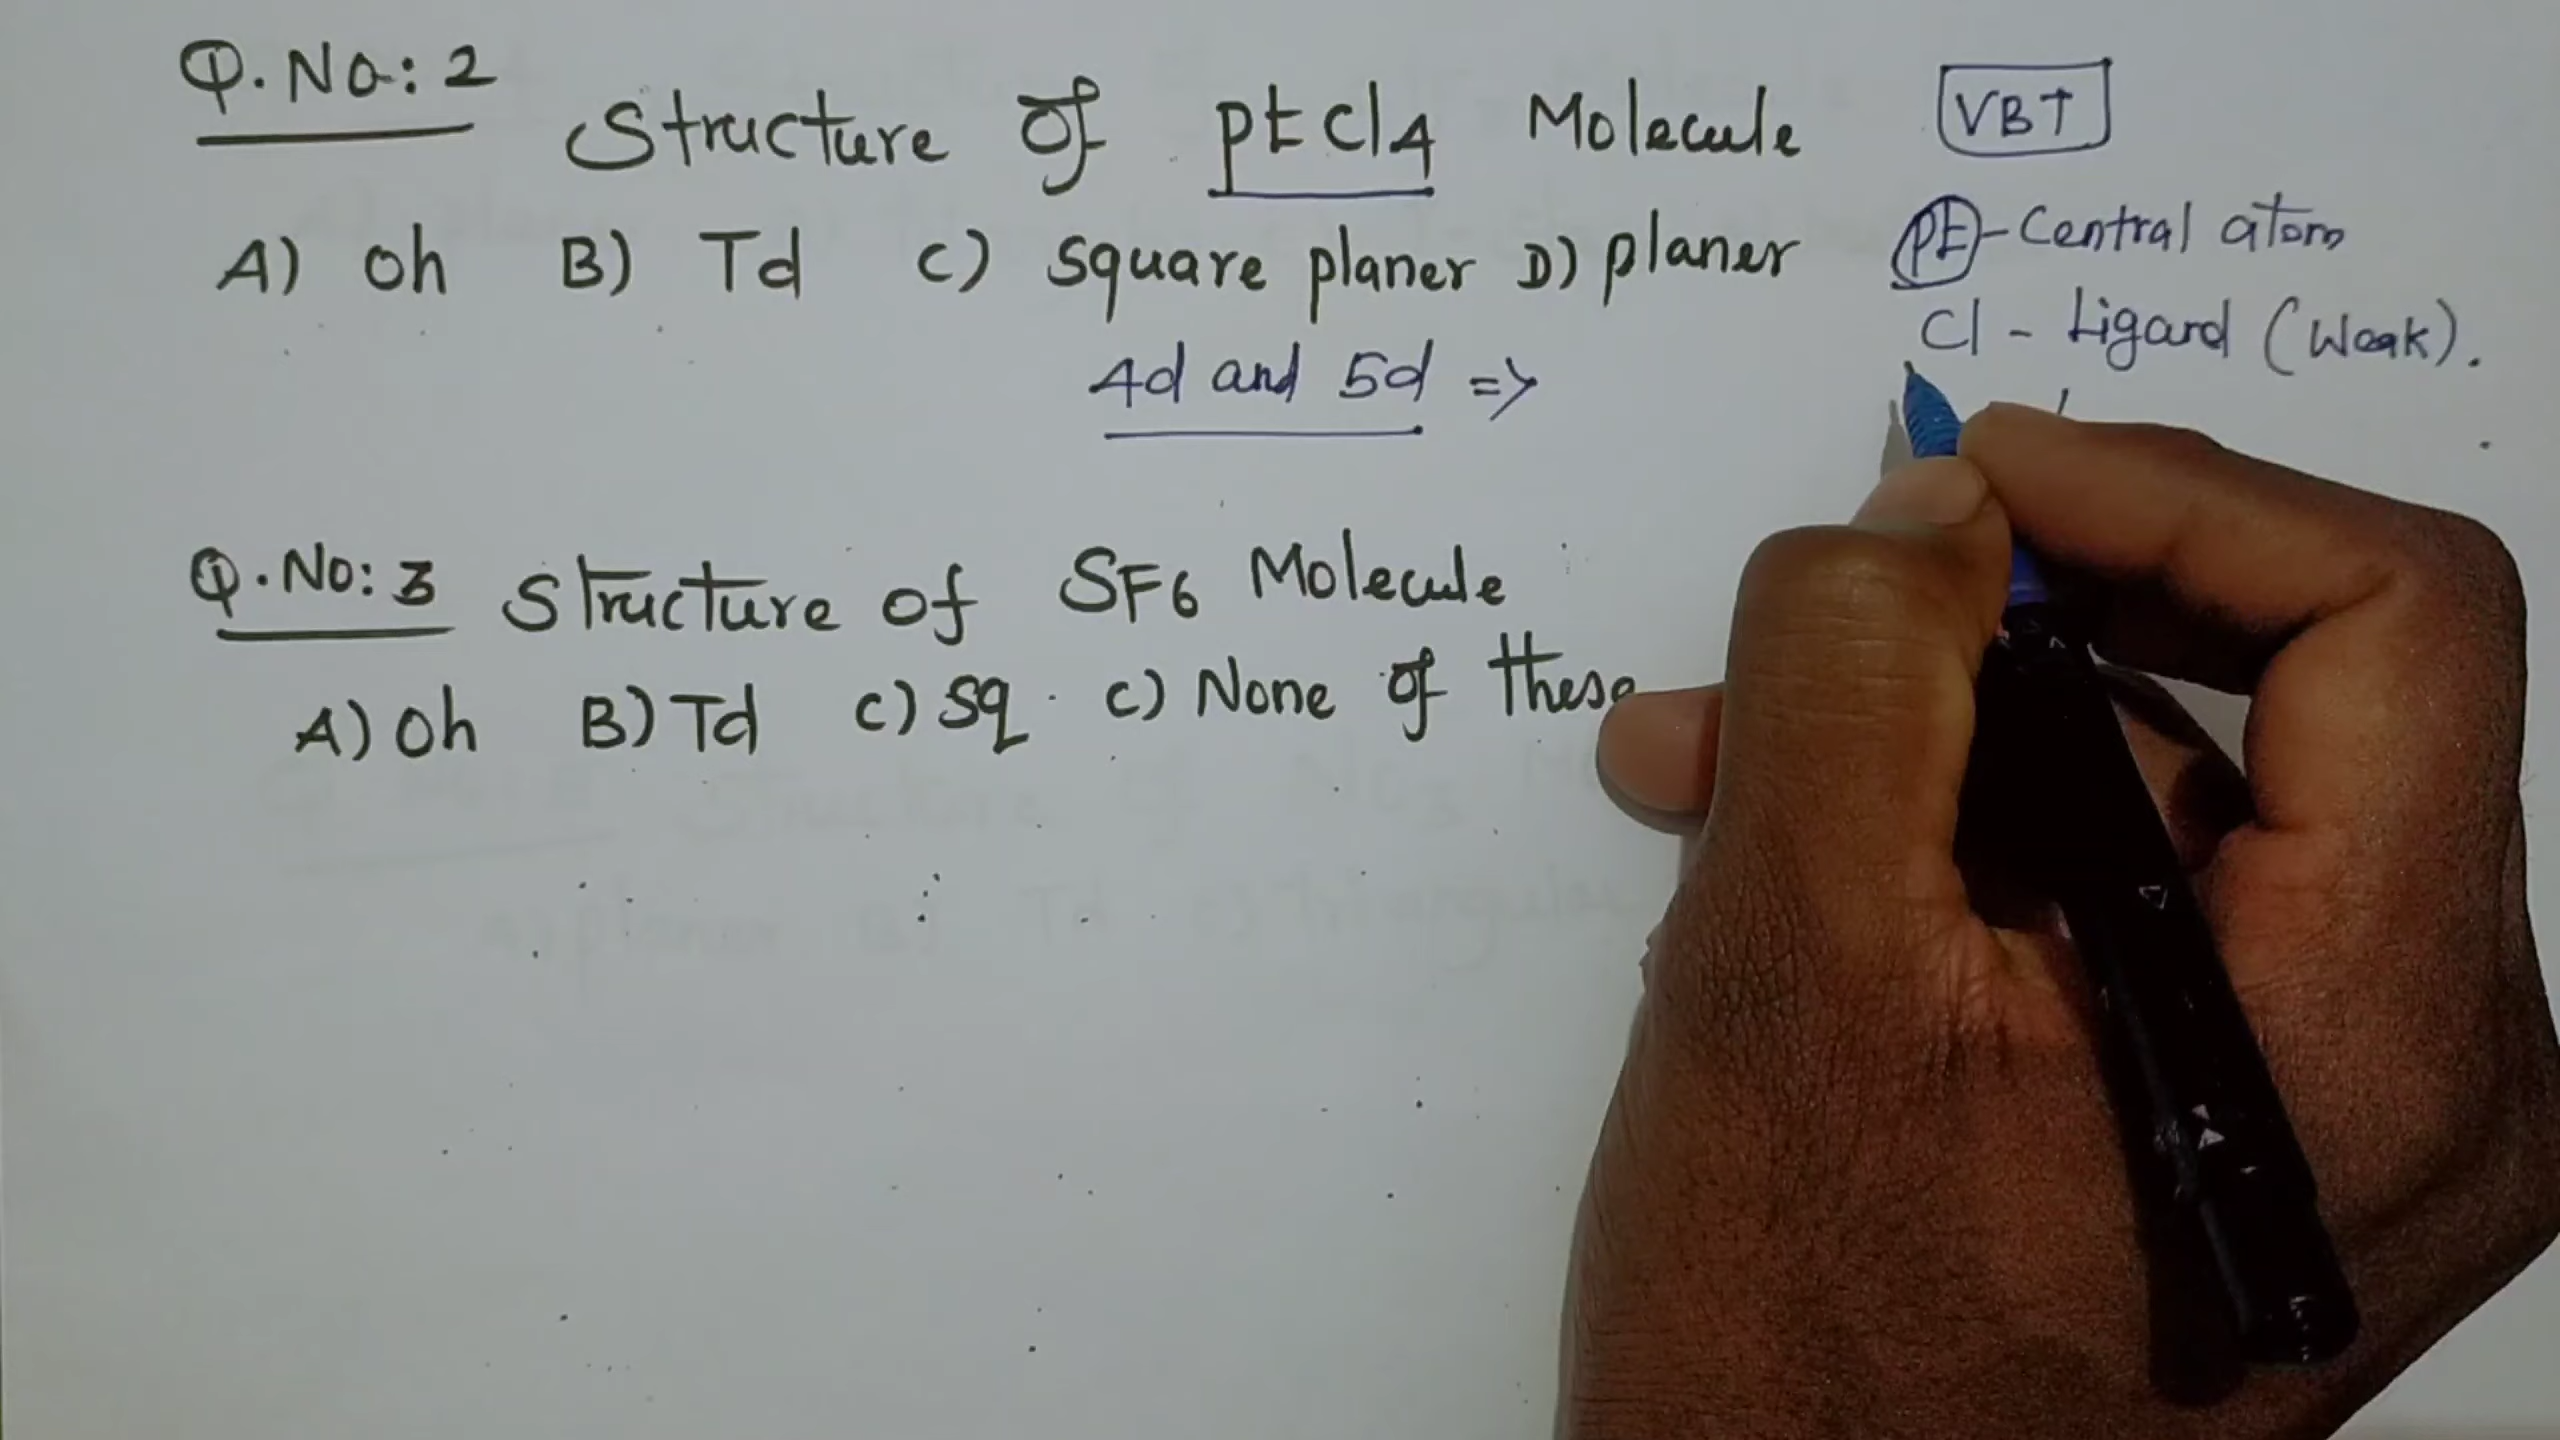 Q. No: 2
Structure Of ptCl4 Molecule
VBT
A) Oh B) Td C) square planer D) planer
Pt - Central atom
Cl - Ligand (Weak).
4d and 5d =>
Q. No: 3 Structure of SF6 Molecule
A) Oh B) Td C) Sq. C) None of these